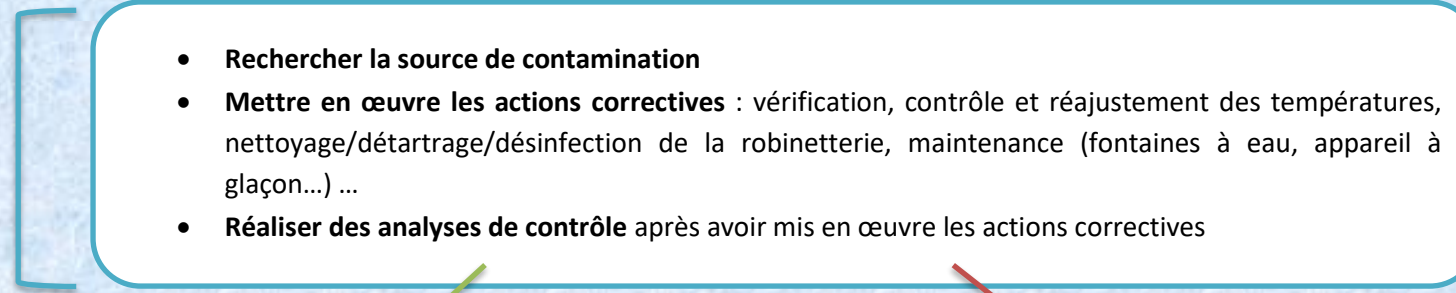 • Rechercher la source de contamination
• Mettre en œuvre les actions correctives : vérification, contrôle et réajustement des températures,
nettoyage/détartrage/désinfection de la robinetterie, maintenance (fontaines à eau, appareil à
glaçon…) …
• Réaliser des analyses de contrôle après avoir mis en œuvre les actions correctives